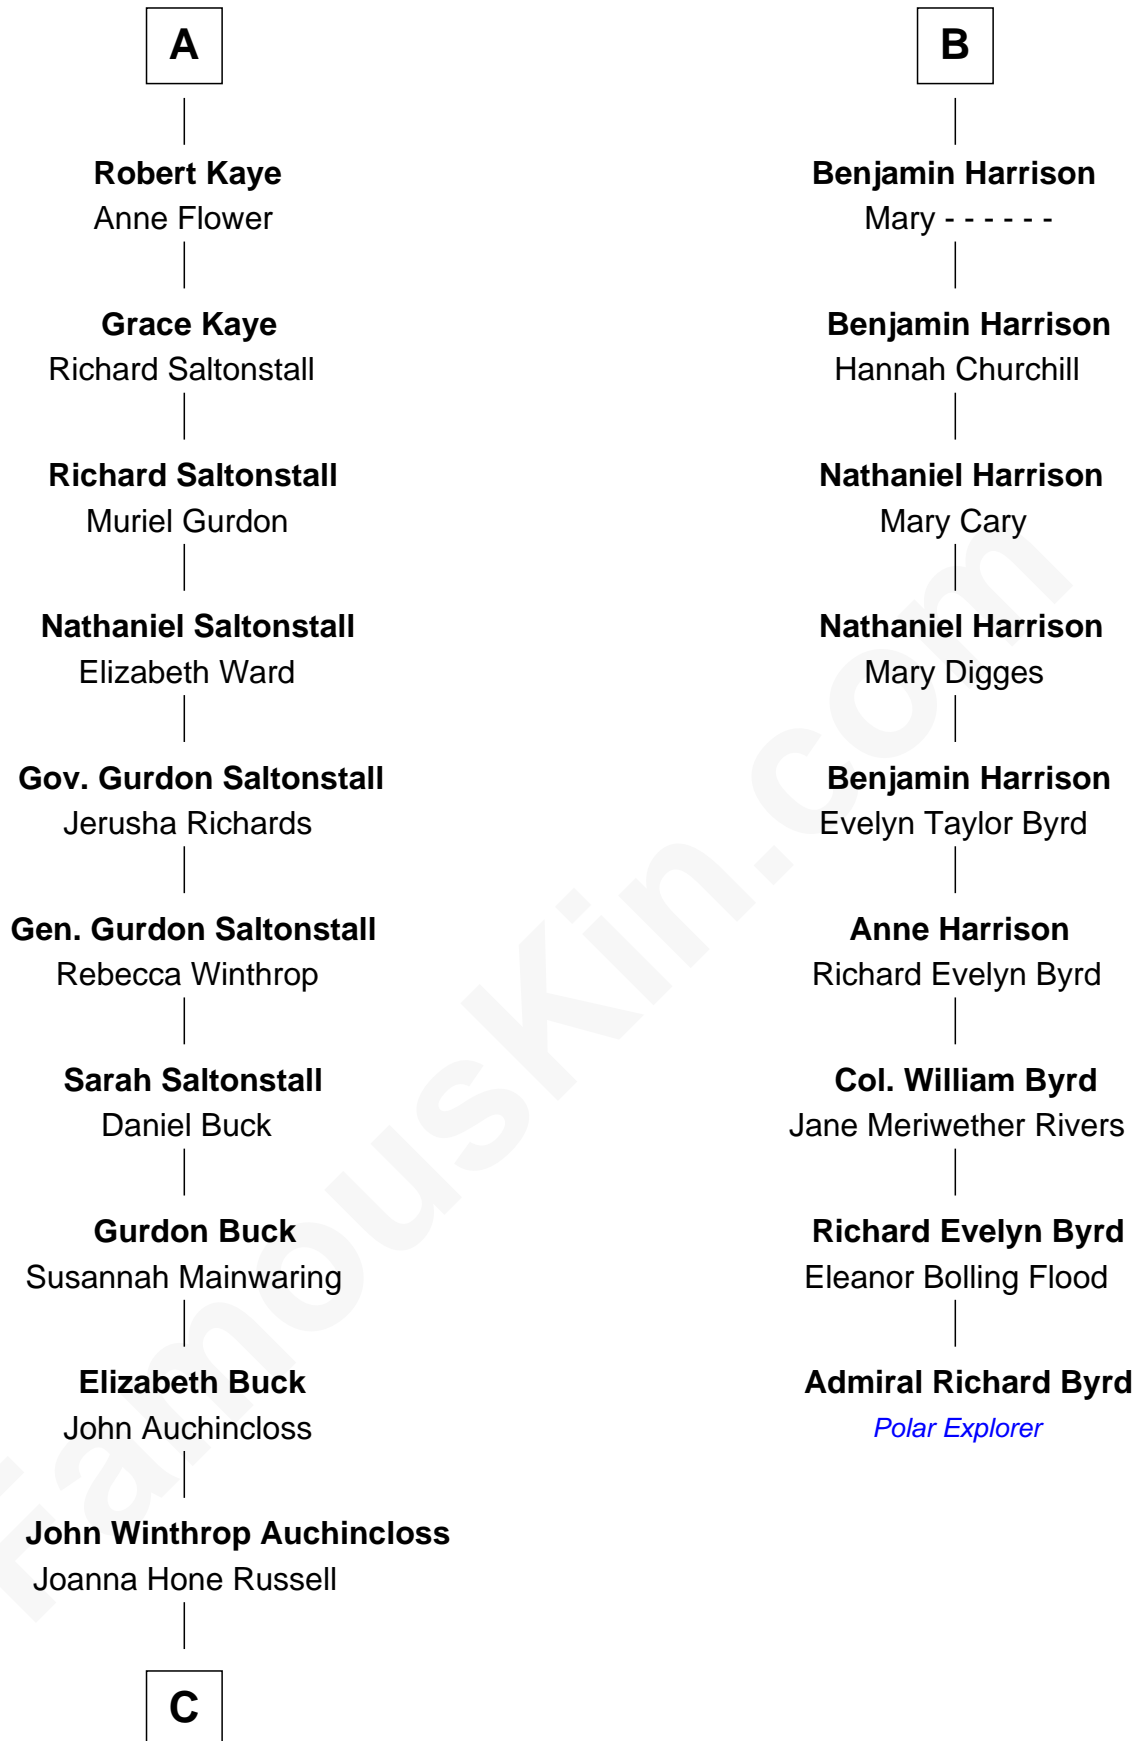 A
Robert Kaye
Anne Flower
Grace Kaye
Richard Saltonstall
Richard Saltonstall
Muriel Gurdon
Nathaniel Saltonstall
Elizabeth Ward
Gov. Gurdon Saltonstall
Jerusha Richards
Gen. Gurdon Saltonstall
Rebecca Winthrop
Sarah Saltonstall
Daniel Buck
Gurdon Buck
Susannah Mainwaring
Elizabeth Buck
John Auchincloss
John Winthrop Auchincloss
Joanna Hone Russell
C
B
Benjamin Harrison
Mary - - - - - -
Benjamin Harrison
Hannah Churchill
Nathaniel Harrison
Mary Cary
Nathaniel Harrison
Mary Digges
Benjamin Harrison
Evelyn Taylor Byrd
Anne Harrison
Richard Evelyn Byrd
Col. William Byrd
Jane Meriwether Rivers
Richard Evelyn Byrd
Eleanor Bolling Flood
Admiral Richard Byrd
Polar Explorer
FamousKin.com